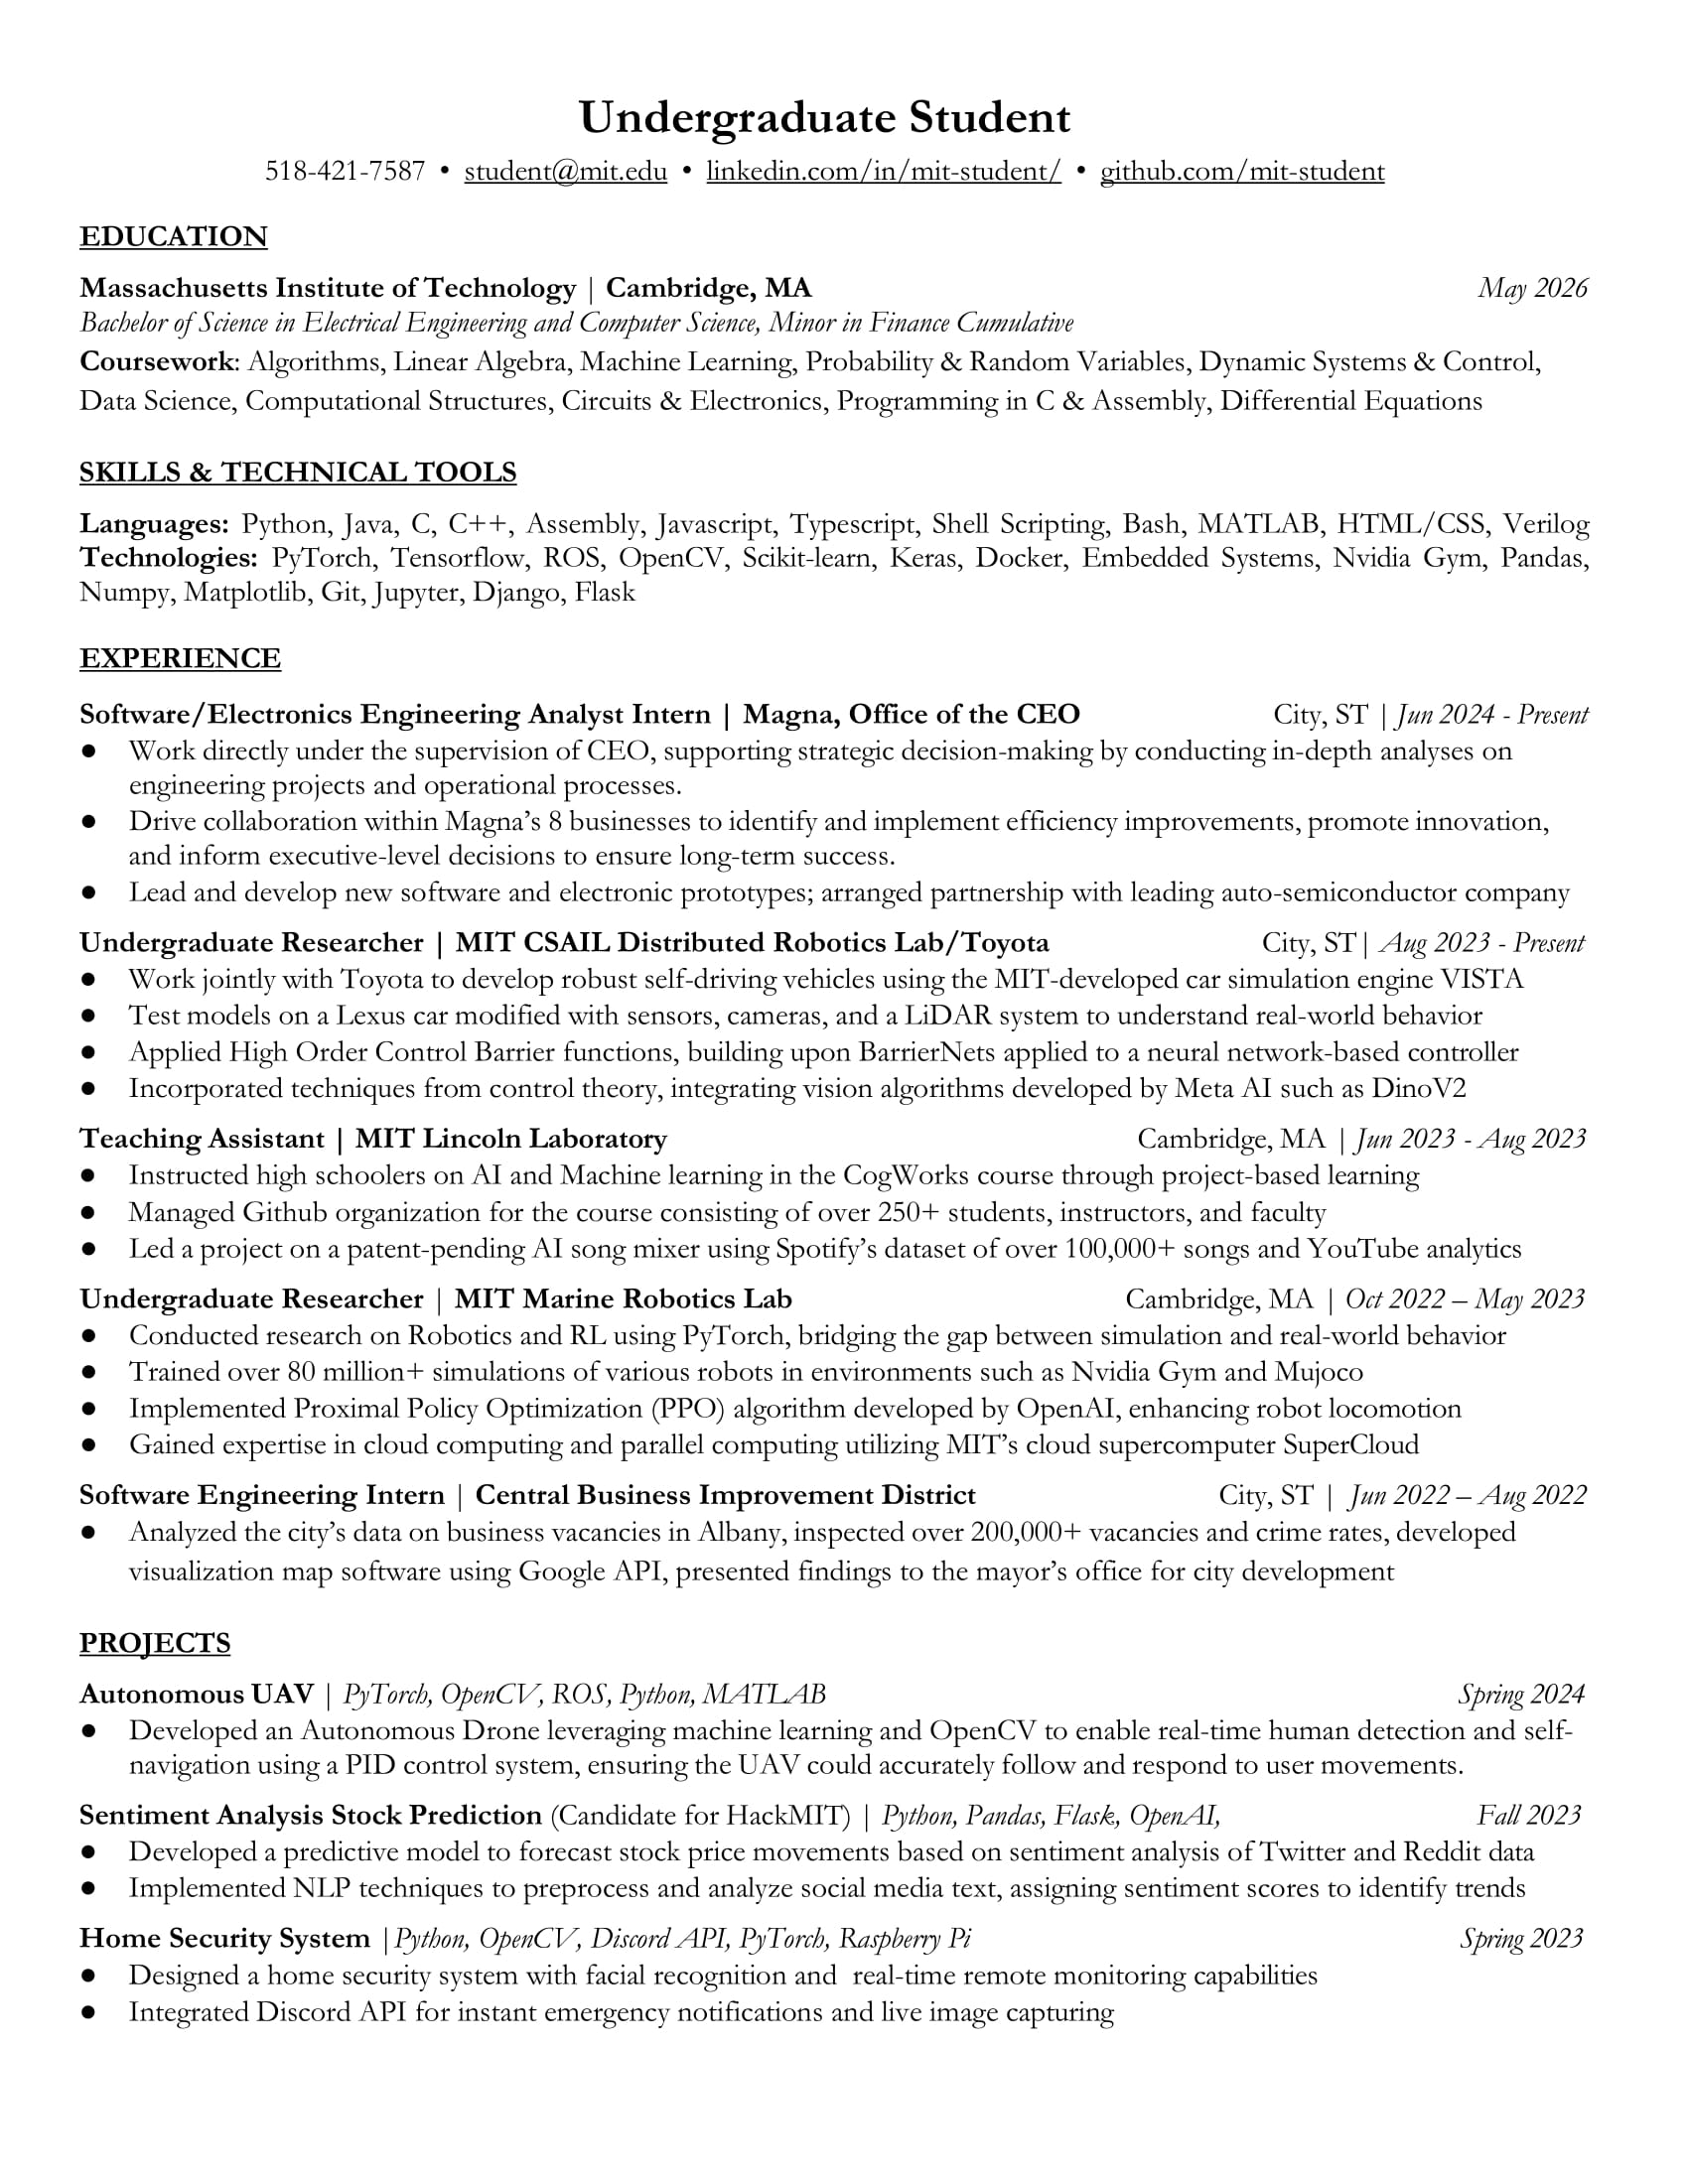 Undergraduate Student
518-421-7587 • student@mit.edu • linkedin.com/in/mit-student/ • github.com/mit-student
EDUCATION
Massachusetts Institute of Technology | Cambridge, MA May 2026
Bachelor of Science in Electrical Engineering and Computer Science, Minor in Finance Cumulative
Coursework: Algorithms, Linear Algebra, Machine Learning, Probability & Random Variables, Dynamic Systems & Control,
Data Science, Computational Structures, Circuits & Electronics, Programming in C & Assembly, Differential Equations
SKILLS & TECHNICAL TOOLS
Languages: Python, Java, C, C++, Assembly, Javascript, Typescript, Shell Scripting, Bash, MATLAB, HTML/CSS, Verilog
Technologies: PyTorch, Tensorflow, ROS, OpenCV, Scikit-learn, Keras, Docker, Embedded Systems, Nvidia Gym, Pandas,
Numpy, Matplotlib, Git, Jupyter, Django, Flask
EXPERIENCE
Software/Electronics Engineering Analyst Intern | Magna, Office of the CEO City, ST | Jun 2024 - Present
● Work directly under the supervision of CEO, supporting strategic decision-making by conducting in-depth analyses on
engineering projects and operational processes.
● Drive collaboration within Magna’s 8 businesses to identify and implement efficiency improvements, promote innovation,
and inform executive-level decisions to ensure long-term success.
● Lead and develop new software and electronic prototypes; arranged partnership with leading auto-semiconductor company
Undergraduate Researcher | MIT CSAIL Distributed Robotics Lab/Toyota City, ST| Aug 2023 - Present
● Work jointly with Toyota to develop robust self-driving vehicles using the MIT-developed car simulation engine VISTA
● Test models on a Lexus car modified with sensors, cameras, and a LiDAR system to understand real-world behavior
● Applied High Order Control Barrier functions, building upon BarrierNets applied to a neural network-based controller
● Incorporated techniques from control theory, integrating vision algorithms developed by Meta AI such as DinoV2
Teaching Assistant | MIT Lincoln Laboratory Cambridge, MA | Jun 2023 - Aug 2023
● Instructed high schoolers on AI and Machine learning in the CogWorks course through project-based learning
● Managed Github organization for the course consisting of over 250+ students, instructors, and faculty
● Led a project on a patent-pending AI song mixer using Spotify’s dataset of over 100,000+ songs and YouTube analytics
Undergraduate Researcher | MIT Marine Robotics Lab Cambridge, MA | Oct 2022 – May 2023
● Conducted research on Robotics and RL using PyTorch, bridging the gap between simulation and real-world behavior
● Trained over 80 million+ simulations of various robots in environments such as Nvidia Gym and Mujoco
● Implemented Proximal Policy Optimization (PPO) algorithm developed by OpenAI, enhancing robot locomotion
● Gained expertise in cloud computing and parallel computing utilizing MIT’s cloud supercomputer SuperCloud
Software Engineering Intern | Central Business Improvement District City, ST | Jun 2022 – Aug 2022
● Analyzed the city’s data on business vacancies in Albany, inspected over 200,000+ vacancies and crime rates, developed
visualization map software using Google API, presented findings to the mayor’s office for city development
PROJECTS
Autonomous UAV | PyTorch, OpenCV, ROS, Python, MATLAB Spring 2024
● Developed an Autonomous Drone leveraging machine learning and OpenCV to enable real-time human detection and self-
navigation using a PID control system, ensuring the UAV could accurately follow and respond to user movements.
Sentiment Analysis Stock Prediction (Candidate for HackMIT) | Python, Pandas, Flask, OpenAI, Fall 2023
● Developed a predictive model to forecast stock price movements based on sentiment analysis of Twitter and Reddit data
● Implemented NLP techniques to preprocess and analyze social media text, assigning sentiment scores to identify trends
Home Security System |Python, OpenCV, Discord API, PyTorch, Raspberry Pi Spring 2023
● Designed a home security system with facial recognition and real-time remote monitoring capabilities
● Integrated Discord API for instant emergency notifications and live image capturing